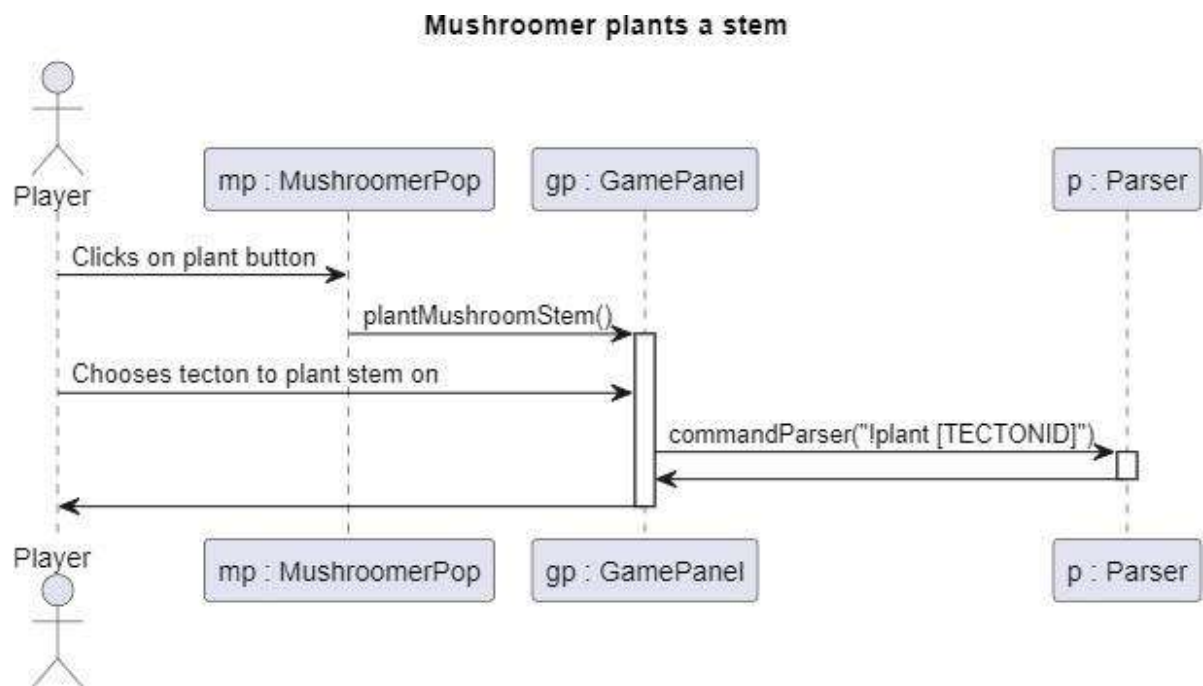 Mushroomer plants a stem
Player
mp : MushroomerPop
gp : GamePanel
p : Parser
Clicks on plant button
plantMushroomStem()
Chooses tecton to plant stem on
commandParser("!plant [TECTONID]")
Player
mp : MushroomerPop
gp : GamePanel
p : Parser